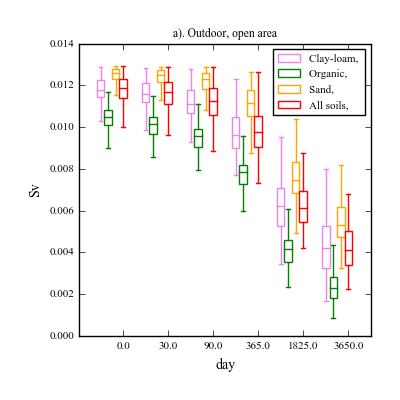 a). Outdoor, open area
0.014
0.012
0.010
0.008
0.006
0.004
0.002
0.000
Sv
Clay-loam,
Organic,
Sand,
All soils,
0.0 30.0 90.0 365.0 1825.0 3650.0
day